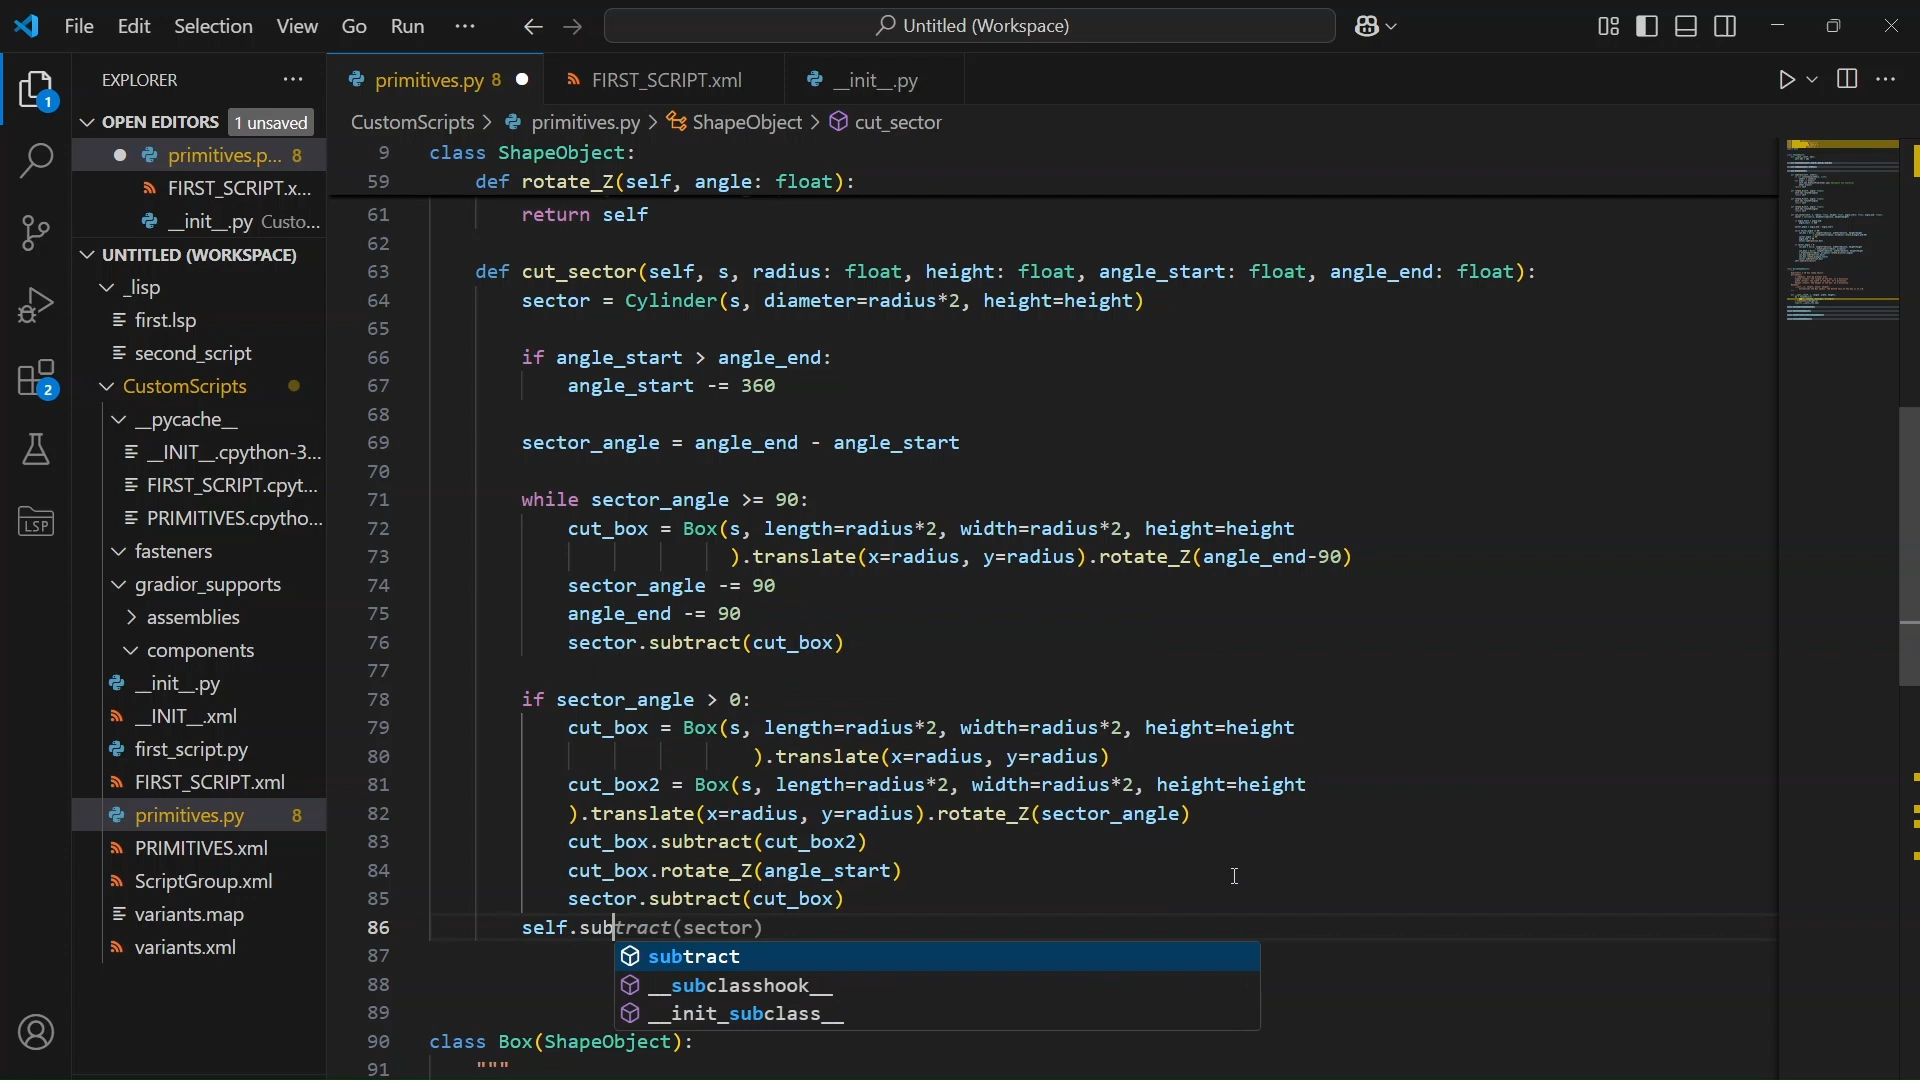 File Edit Selection View Go Run ··· Untitled (Workspace)
EXPLORER ···
primitives.py 8 FIRST_SCRIPT.xml __init__.py
OPEN EDITORS 1 unsaved
primitives.p... 8
FIRST_SCRIPT.x...
__init__.py Custo...
UNTITLED (WORKSPACE)
_lisp
first.lsp
second_script
CustomScripts
__pycache__
__INIT__.cpython-3...
FIRST_SCRIPT.cpyt...
PRIMITIVES.cpytho...
fasteners
gradior_supports
assemblies
components
__init__.py
__INIT__.xml
first_script.py
FIRST_SCRIPT.xml
primitives.py 8
PRIMITIVES.xml
ScriptGroup.xml
variants.map
variants.xml
1
2
LSP
CustomScripts > primitives.py > ShapeObject > cut_sector
9 class ShapeObject:
59 def rotate_Z(self, angle: float):
61 return self
62
63 def cut_sector(self, s, radius: float, height: float, angle_start: float, angle_end: float):
64 sector = Cylinder(s, diameter=radius*2, height=height)
65
66 if angle_start > angle_end:
67 angle_start -= 360
68
69 sector_angle = angle_end - angle_start
70
71 while sector_angle >= 90:
72 cut_box = Box(s, length=radius*2, width=radius*2, height=height
73 ).translate(x=radius, y=radius).rotate_Z(angle_end-90)
74 sector_angle -= 90
75 angle_end -= 90
76 sector.subtract(cut_box)
77
78 if sector_angle > 0:
79 cut_box = Box(s, length=radius*2, width=radius*2, height=height
80 ).translate(x=radius, y=radius)
81 cut_box2 = Box(s, length=radius*2, width=radius*2, height=height
82 ).translate(x=radius, y=radius).rotate_Z(sector_angle)
83 cut_box.subtract(cut_box2)
84 cut_box.rotate_Z(angle_start)
85 sector.subtract(cut_box)
86 self.subtract(sector)
87 subtract
88 __subclasshook__
89 __init_subclass__
90 class Box(ShapeObject):
91 """